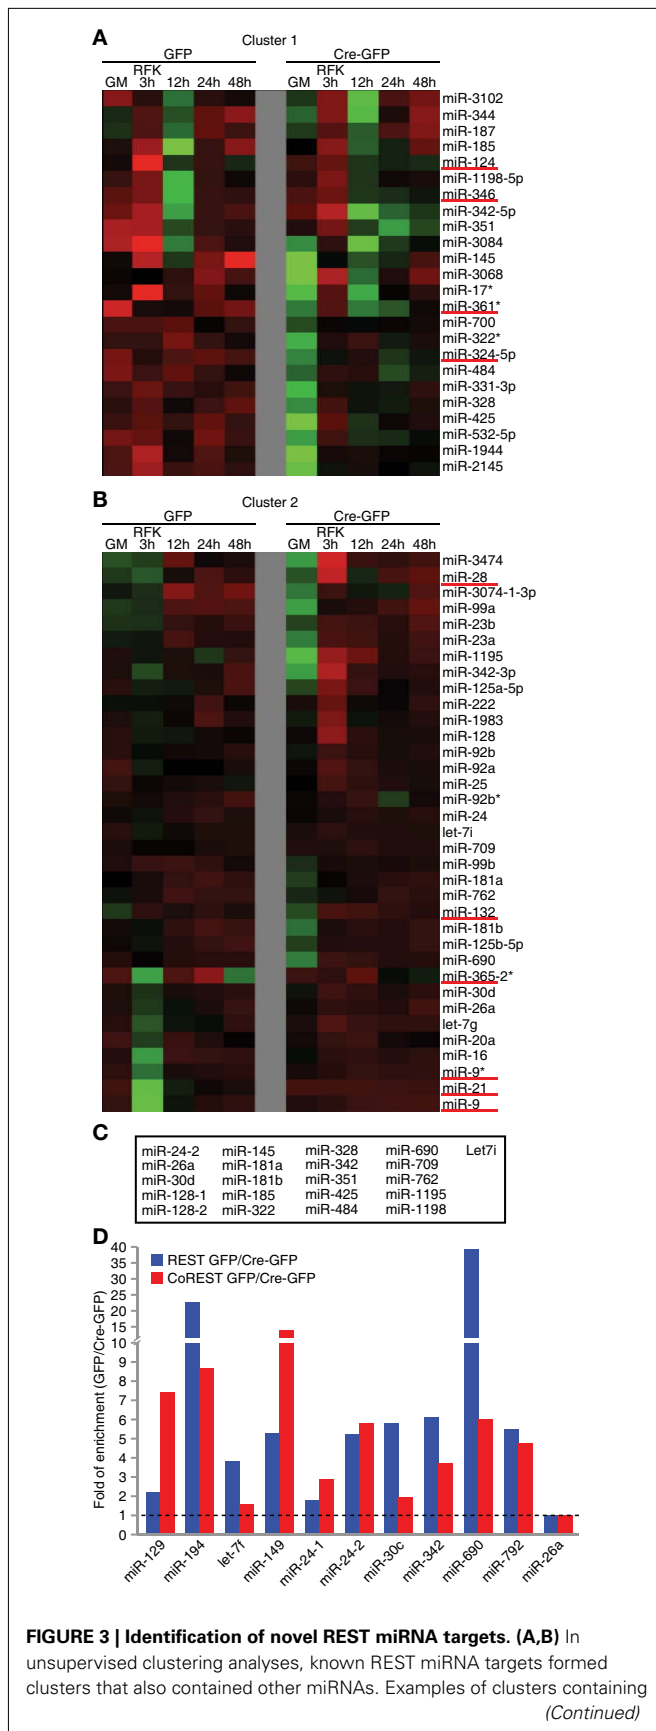 A
Cluster 1
GFP
Cre-GFP
RFK
RFK
GM 3h 12h 24h 48h
GM 3h 12h 24h 48h
miR-3102
miR-344
miR-187
miR-185
miR-124
miR-1198-5p
miR-346
miR-342-5p
miR-351
miR-3084
miR-145
miR-3068
miR-17*
miR-361*
miR-700
miR-322*
miR-324-5p
miR-484
miR-331-3p
miR-328
miR-425
miR-532-5p
miR-1944
miR-2145
B
Cluster 2
GFP
Cre-GFP
RFK
RFK
GM 3h 12h 24h 48h
GM 3h 12h 24h 48h
miR-3474
miR-28
miR-3074-1-3p
miR-99a
miR-23b
miR-23a
miR-1195
miR-342-3p
miR-125a-5p
miR-222
miR-1983
miR-128
miR-92b
miR-92a
miR-25
miR-92b*
miR-24
let-7i
miR-709
miR-99b
miR-181a
miR-762
miR-132
miR-181b
miR-125b-5p
miR-690
miR-365-2*
miR-30d
miR-26a
let-7g
miR-20a
miR-16
miR-9*
miR-21
miR-9
C
miR-24-2 miR-145 miR-328 miR-690 Let7i
miR-26a miR-181a miR-342 miR-709
miR-30d miR-181b miR-351 miR-762
miR-128-1 miR-185 miR-425 miR-1195
miR-128-2 miR-322 miR-484 miR-1198
D
REST GFP/Cre-GFP
CoREST GFP/Cre-GFP
Fold of enrichment (GFP/Cre-GFP)
40
35
30
25
20
15
10
9
8
7
6
5
4
3
2
1
0
miR-129 miR-194 let-7f miR-149 miR-24-1 miR-24-2 miR-30c miR-342 miR-690 miR-792 miR-26a
FIGURE 3 | Identification of novel REST miRNA targets. (A,B) In
unsupervised clustering analyses, known REST miRNA targets formed
clusters that also contained other miRNAs. Examples of clusters containing
(Continued)